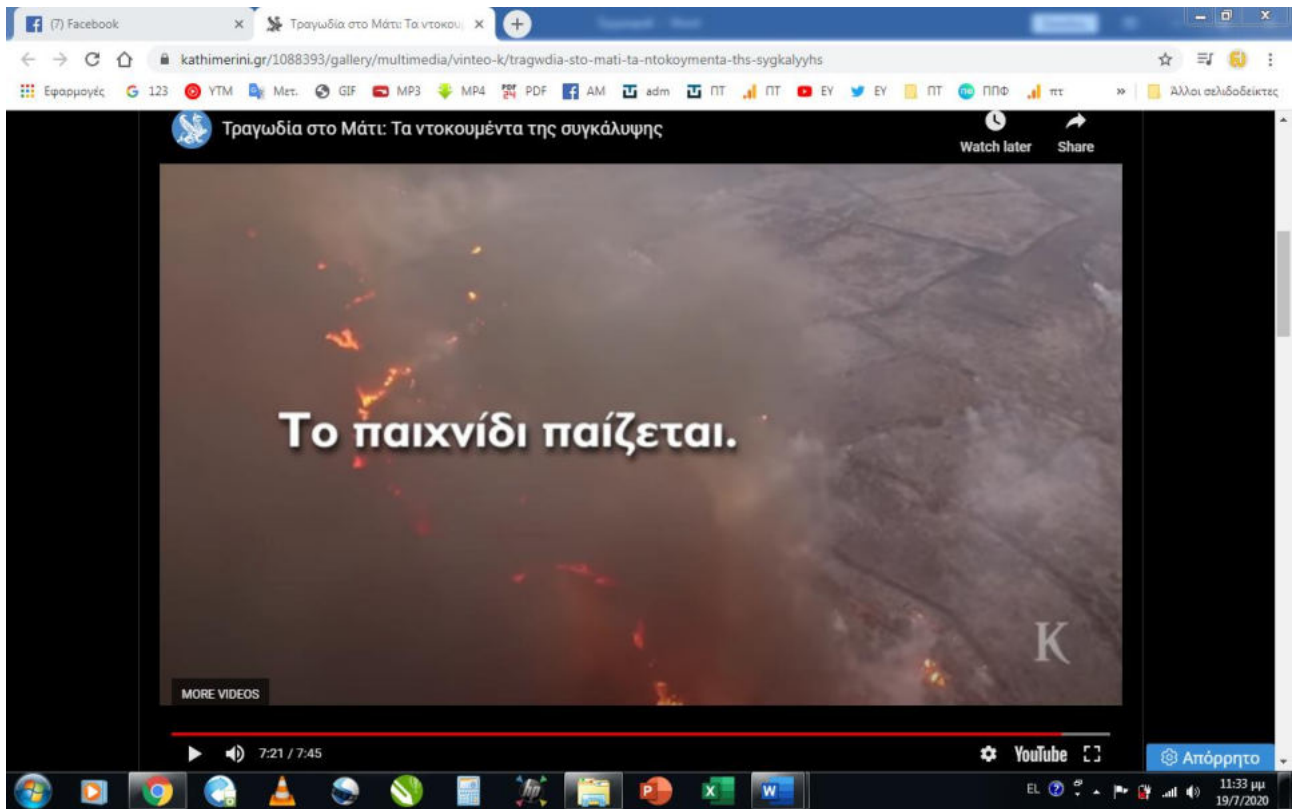 (7) Facebook
Τραγωδία στο Μάτι: Τα ντοκου
kathimerini.gr/1088393/gallery/multimedia/vinteo-k/tragwdia-sto-mati-ta-ntokoymenta-ths-sygkalyyhs
Εφαρμογές 123 YTM Μετ. GIF MP3 MP4 PDF AM adm ΠΤ ΠΤ ΕΥ ΕΥ ΠΤ ΠΠΦ πτ » Άλλοι σελιδοδείκτες
Τραγωδία στο Μάτι: Τα ντοκουμέντα της συγκάλυψης
Watch later Share
Το παιχνίδι παίζεται.
K
MORE VIDEOS
7:21 / 7:45
YouTube
Απόρρητο
EL
11:33 μμ
19/7/2020